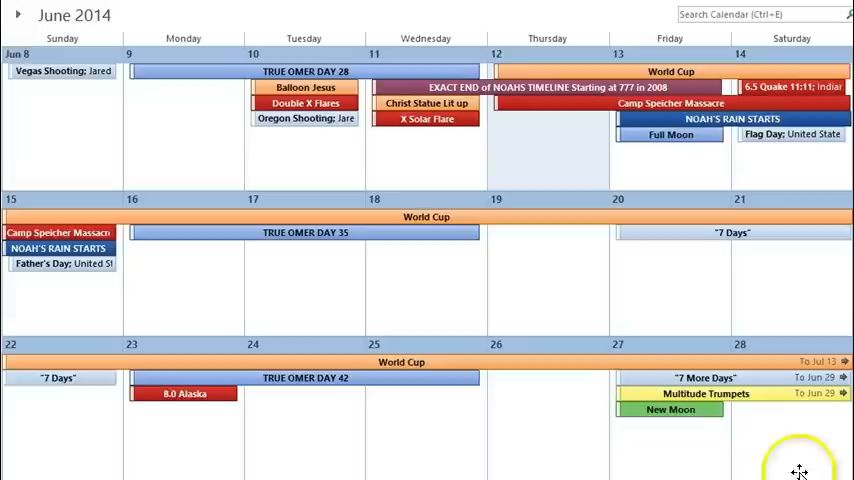 June 2014
Search Calendar (Ctrl+E)
Sunday Monday Tuesday Wednesday Thursday Friday Saturday
Jun 8 9 10 11 12 13 14
Vegas Shooting; Jared TRUE OMER DAY 28 World Cup
Balloon Jesus EXACT END of NOAHS TIMELINE Starting at 777 in 2008 6.5 Quake 11:11; Indian
Double X Flares Christ Statue Lit up Camp Speicher Massacre
Oregon Shooting; Jare X Solar Flare NOAH'S RAIN STARTS
Full Moon Flag Day; United State
15 16 17 18 19 20 21
World Cup
Camp Speicher Massacre TRUE OMER DAY 35 "7 Days"
NOAH'S RAIN STARTS
Father's Day; United St
22 23 24 25 26 27 28
World Cup To Jul 13
"7 Days" TRUE OMER DAY 42 "7 More Days" To Jun 29
8.0 Alaska Multitude Trumpets To Jun 29
New Moon